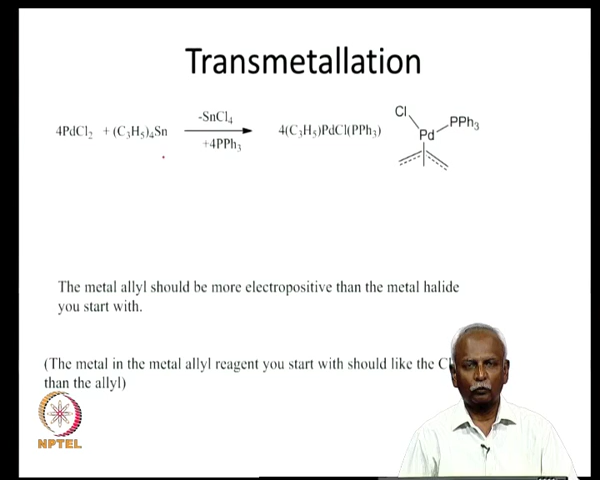 Transmetallation
-SnCl₄
4PdCl₂ + (C₃H₅)₄Sn 4(C₃H₅)PdCl(PPh₃)
+4PPh₃
Cl
PPh₃
Pd
The metal allyl should be more electropositive than the metal halide
you start with.
(The metal in the metal allyl reagent you start with should like the
than the allyl)
NPTEL